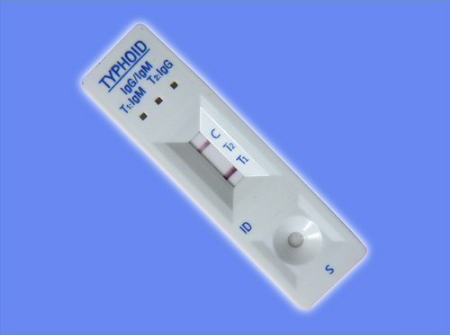 TYPHOID
IgG/IgM
T1:IgM T2:IgG
C
T2
T1
ID
S